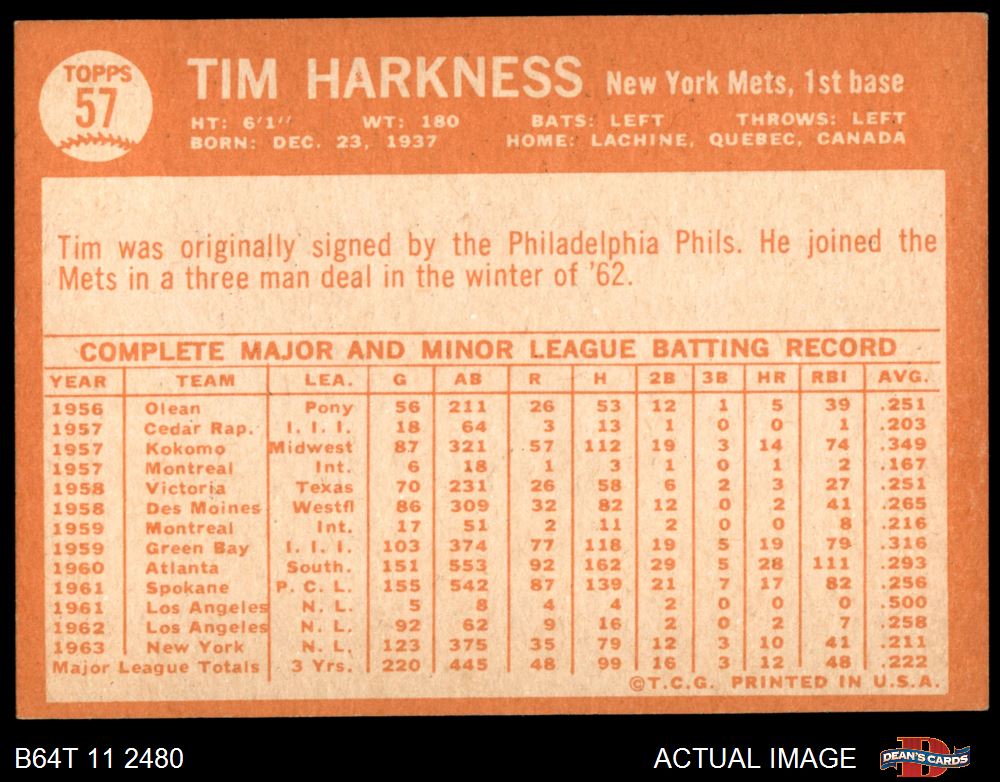 TOPPS
57
TIM HARKNESS New York Mets, 1st base
HT: 6'1" WT: 180 BATS: LEFT THROWS: LEFT
BORN: DEC. 23, 1937 HOME: LACHINE, QUEBEC, CANADA
Tim was originally signed by the Philadelphia Phils. He joined the
Mets in a three man deal in the winter of '62.
COMPLETE MAJOR AND MINOR LEAGUE BATTING RECORD
YEAR TEAM LEA. G AB R H 2B 3B HR RBI AVG.
1956 Olean Pony 56 211 26 53 12 1 5 39 .251
1957 Cedar Rap. I. I. I. 18 64 3 13 1 0 0 1 .203
1957 Kokomo Midwest 87 321 57 112 19 3 14 74 .349
1957 Montreal Int. 6 18 1 3 1 0 1 2 .167
1958 Victoria Texas 70 231 26 58 6 2 3 27 .251
1958 Des Moines Westfl 86 309 32 82 12 0 2 41 .265
1959 Montreal Int. 17 51 2 11 2 0 0 8 .216
1959 Green Bay I. I. I. 103 374 77 118 19 5 19 79 .316
1960 Atlanta South. 151 553 92 162 29 5 28 111 .293
1961 Spokane P. C. L. 155 542 87 139 21 7 17 82 .256
1961 Los Angeles N. L. 5 8 4 4 2 0 0 0 .500
1962 Los Angeles N. L. 92 62 9 16 2 0 2 7 .258
1963 New York N. L. 123 375 35 79 12 3 10 41 .211
Major League Totals 3 Yrs. 220 445 48 99 16 3 12 48 .222
©T.C.G. PRINTED IN U.S.A.
B64T 11 2480 ACTUAL IMAGE DEAN'S CARDS